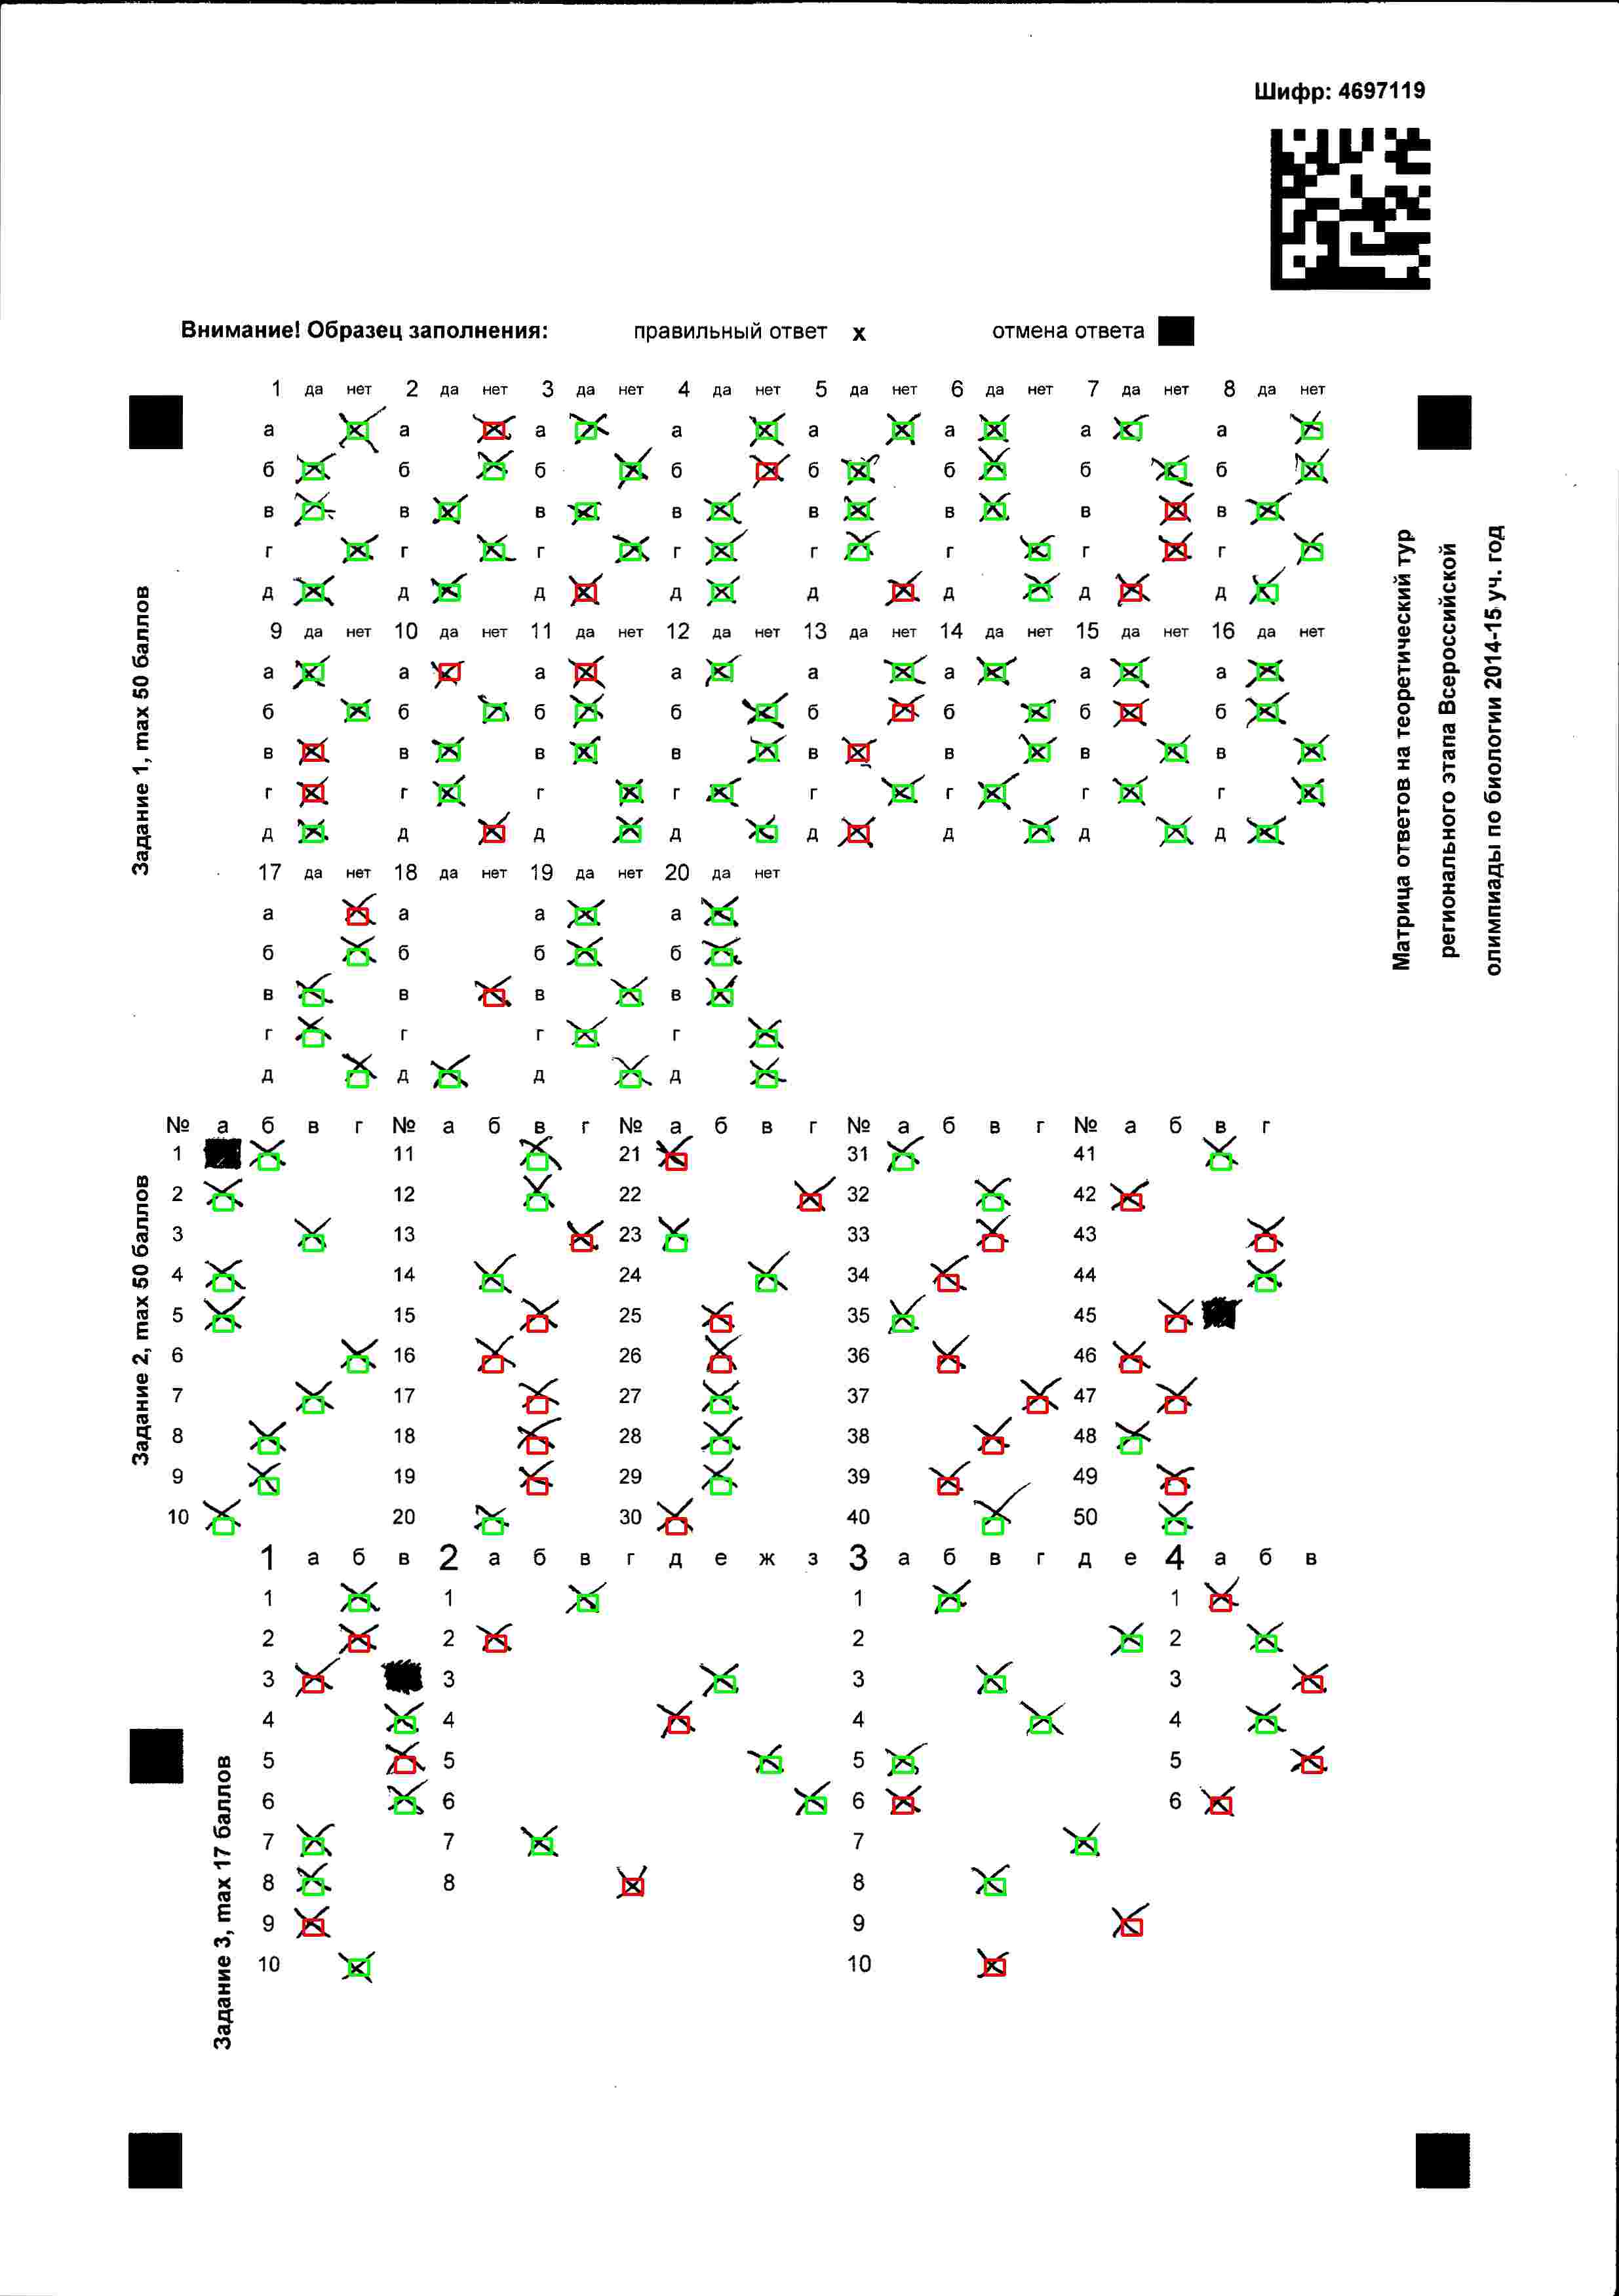 Шифр: 4697119
Внимание! Образец заполнения: правильный ответ х отмена ответа
1 да нет 2 да нет 3 да нет 4 да нет 5 да нет 6 да нет 7 да нет 8 да нет
а а а а а а а а
б б б б б б б б
в в в в в в в в
г г г г г г г г
д д д д д д д д
9 да нет 10 да нет 11 да нет 12 да нет 13 да нет 14 да нет 15 да нет 16 да нет
а а а а а а а а
б б б б б б б б
в в в в в в в в
г г г г г г г г
д д д д д д д д
17 да нет 18 да нет 19 да нет 20 да нет
а а а а
б б б б
в в в в
г г г г
д д д д
Задание 1, max 50 баллов
Матрица ответов на теоретический тур
регионального этапа Всероссийской
олимпиады по биологии 2014-15 уч. год
№ а б в г № а б в г № а б в г № а б в г № а б в г
1 11 21 31 41
2 12 22 32 42
3 13 23 33 43
4 14 24 34 44
5 15 25 35 45
6 16 26 36 46
7 17 27 37 47
8 18 28 38 48
9 19 29 39 49
10 20 30 40 50
Задание 2, max 50 баллов
1 а б в 2 а б в г д е ж з 3 а б в г д е 4 а б в
1 1 1 1
2 2 2 2
3 3 3 3
4 4 4 4
5 5 5 5
6 6 6 6
7 7 7
8 8 8
9 9
10 10
Задание 3, max 17 баллов